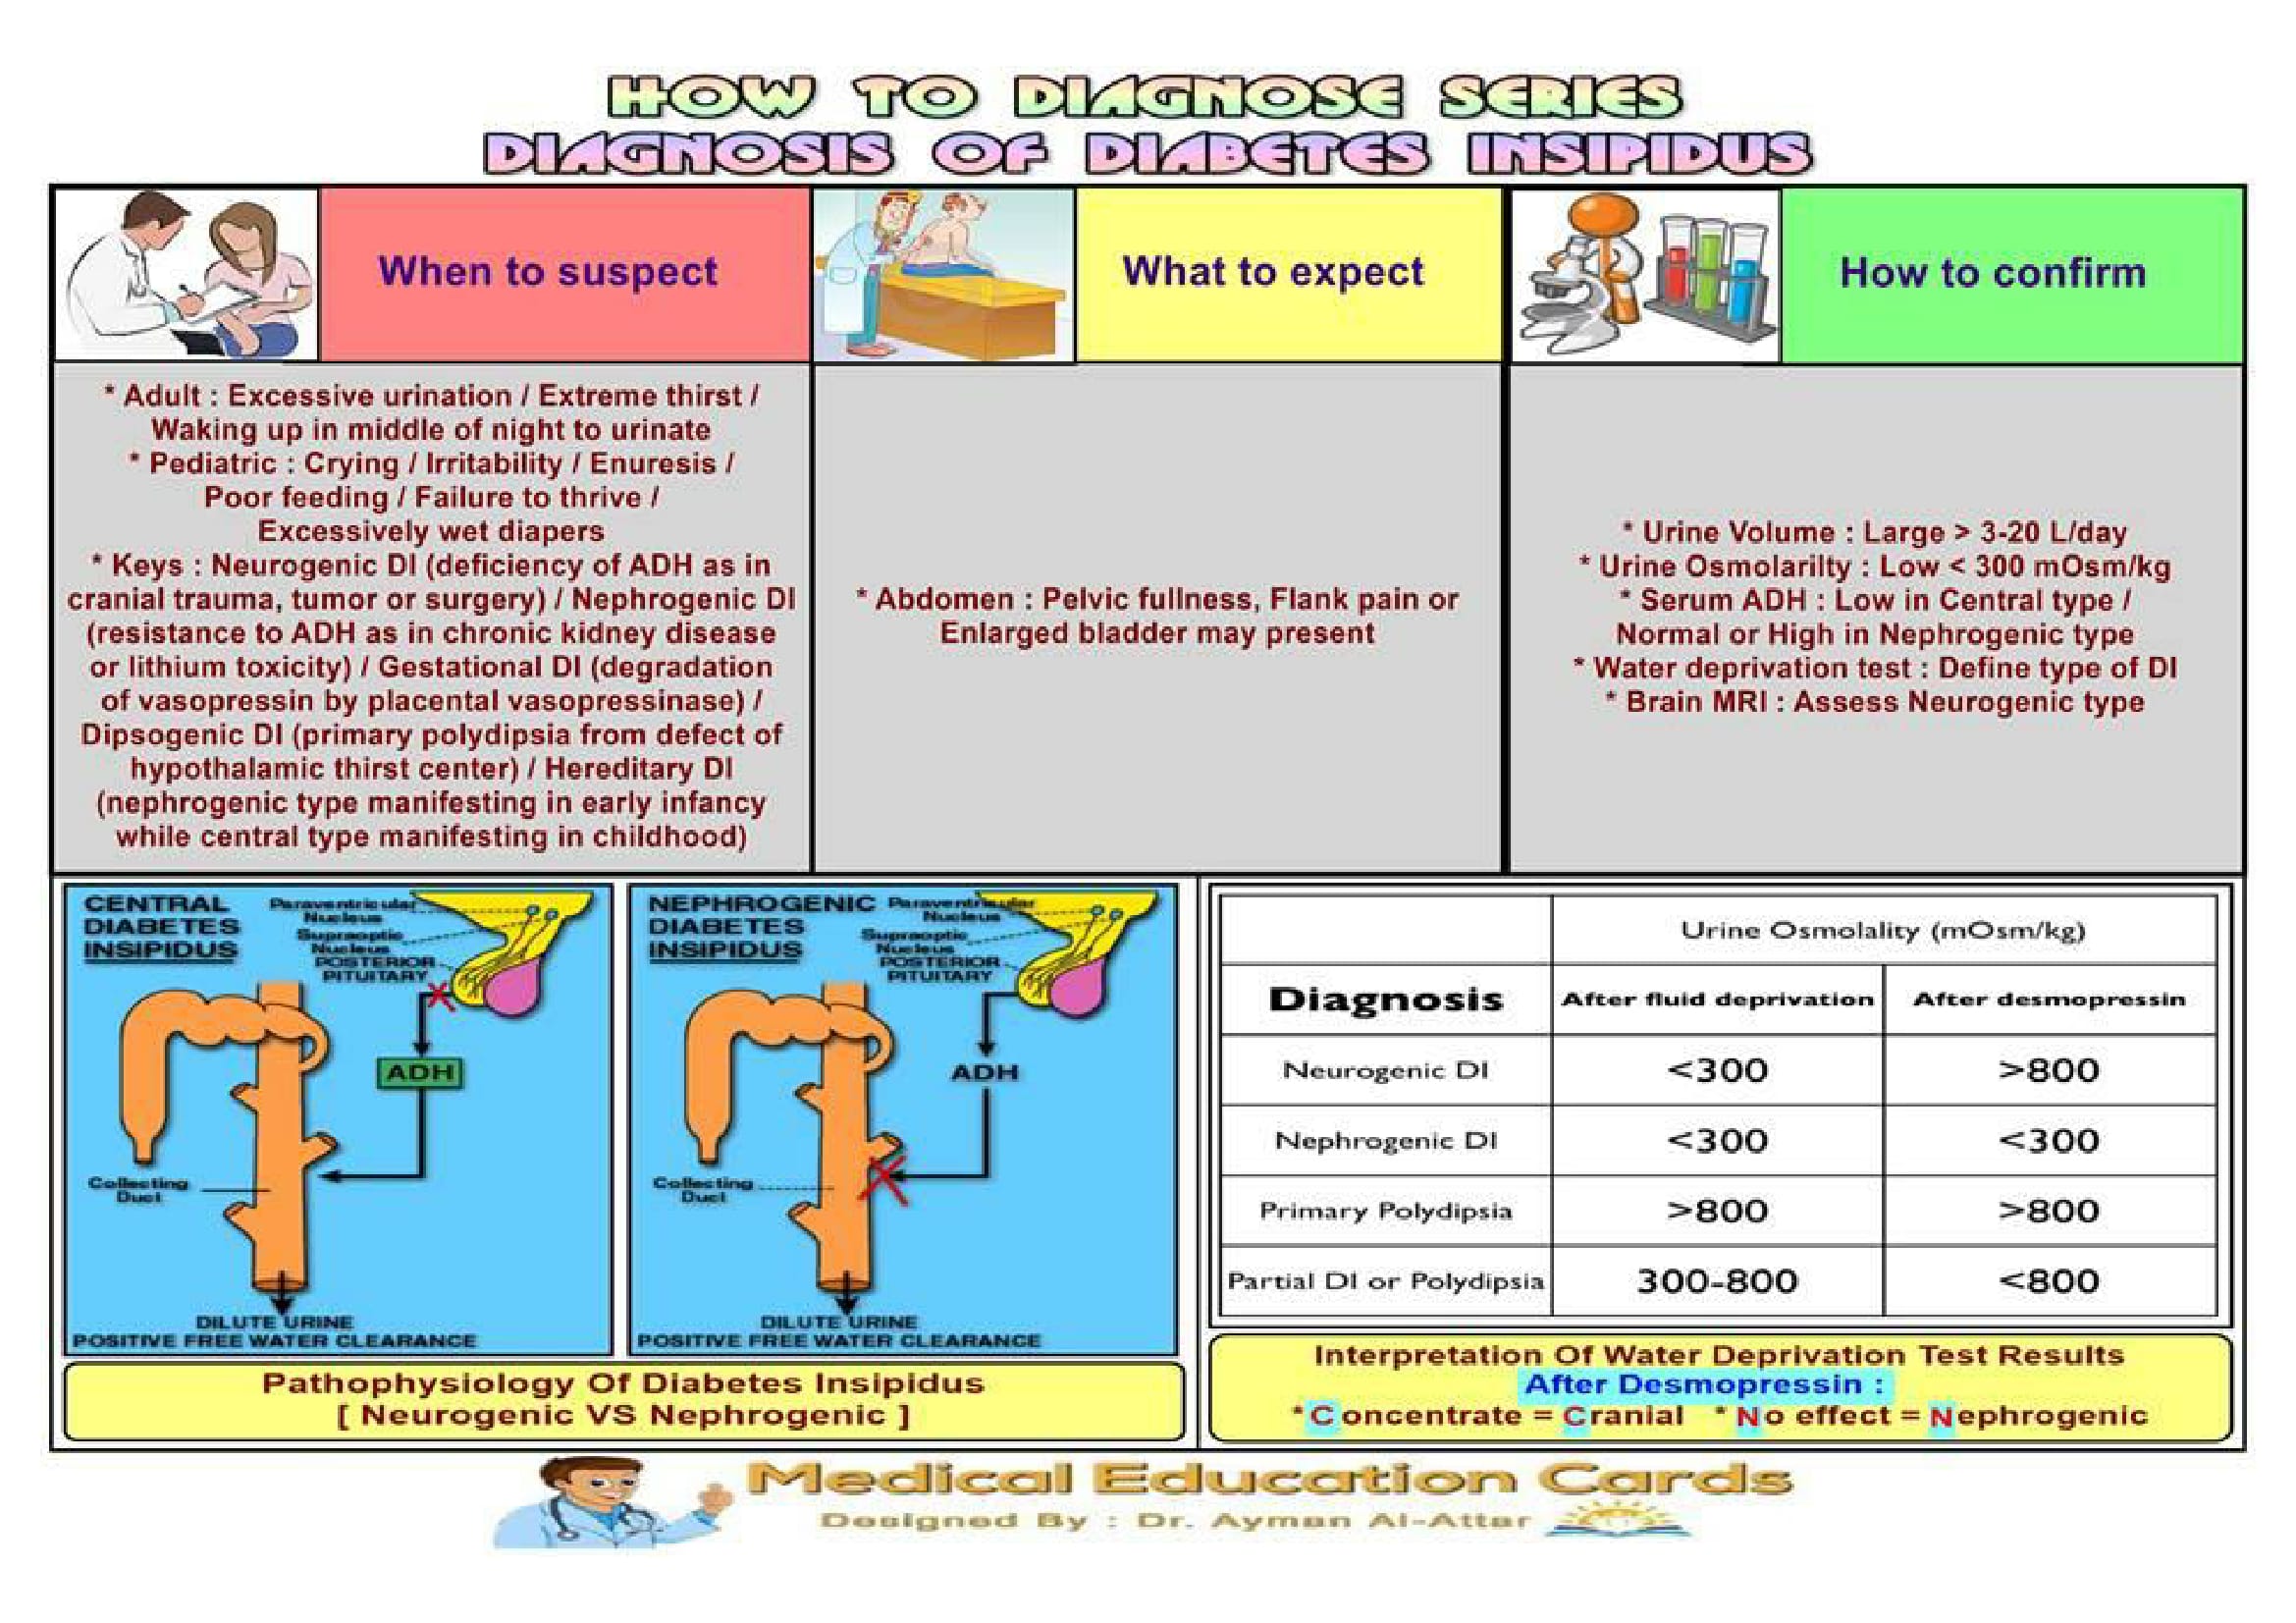 HOW TO DIAGNOSE SERIES
DIAGNOSIS OF DIABETES INSIPIDUS
When to suspect
What to expect
How to confirm
* Adult : Excessive urination / Extreme thirst /
Waking up in middle of night to urinate
* Pediatric : Crying / Irritability / Enuresis /
Poor feeding / Failure to thrive /
Excessively wet diapers
* Keys : Neurogenic DI (deficiency of ADH as in
cranial trauma, tumor or surgery) / Nephrogenic DI
(resistance to ADH as in chronic kidney disease
or lithium toxicity) / Gestational DI (degradation
of vasopressin by placental vasopressinase) /
Dipsogenic DI (primary polydipsia from defect of
hypothalamic thirst center) / Hereditary DI
(nephrogenic type manifesting in early infancy
while central type manifesting in childhood)
* Abdomen : Pelvic fullness, Flank pain or
Enlarged bladder may present
* Urine Volume : Large > 3-20 L/day
* Urine Osmolarilty : Low < 300 mOsm/kg
* Serum ADH : Low in Central type /
Normal or High in Nephrogenic type
* Water deprivation test : Define type of DI
* Brain MRI : Assess Neurogenic type
CENTRAL
DIABETES
INSIPIDUS
Paraventricular
Nucleus
Supraoptic
Nucleus
POSTERIOR
PITUITARY
ADH
Collecting
Duct
DILUTE URINE
POSITIVE FREE WATER CLEARANCE
NEPHROGENIC
DIABETES
INSIPIDUS
Paraventricular
Nucleus
Supraoptic
Nucleus
POSTERIOR
PITUITARY
ADH
Collecting
Duct
DILUTE URINE
POSITIVE FREE WATER CLEARANCE
Pathophysiology Of Diabetes Insipidus
[ Neurogenic VS Nephrogenic ]
Urine Osmolality (mOsm/kg)
Diagnosis After fluid deprivation After desmopressin
Neurogenic DI <300 >800
Nephrogenic DI <300 <300
Primary Polydipsia >800 >800
Partial DI or Polydipsia 300-800 <800
Interpretation Of Water Deprivation Test Results
After Desmopressin :
* Concentrate = Cranial * No effect = Nephrogenic
Medical Education Cards
Designed By : Dr. Ayman Al-Attar